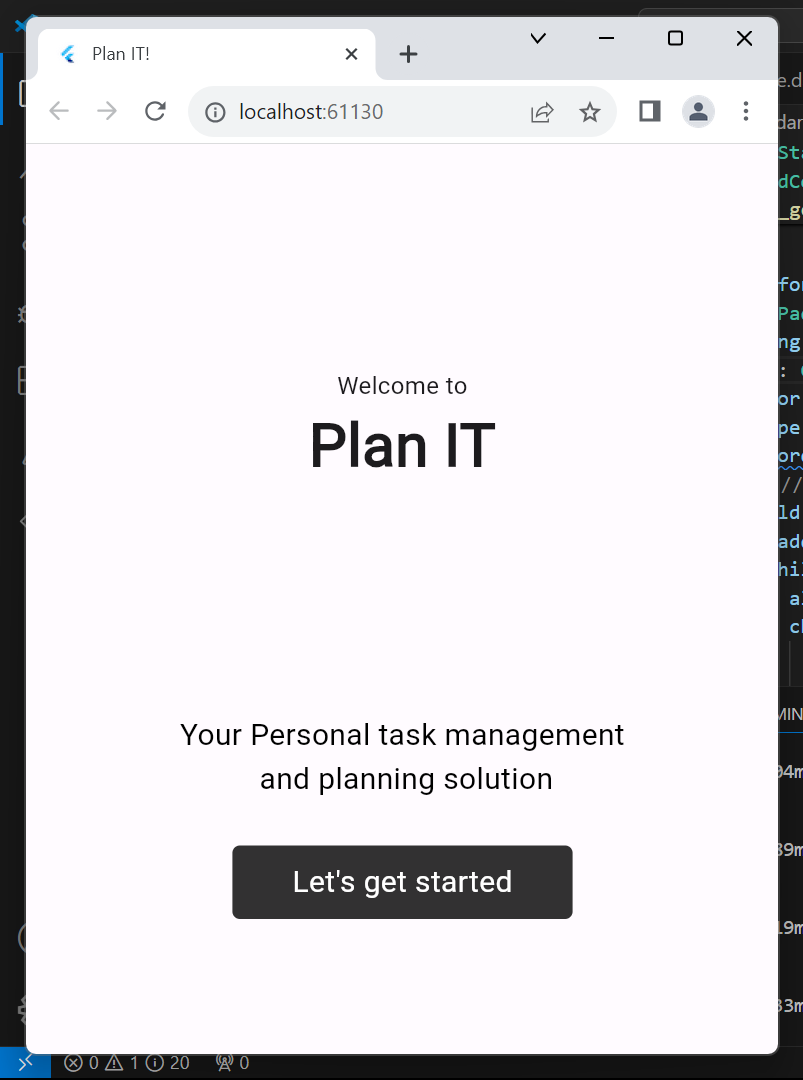 Plan IT!
localhost:61130
Welcome to
Plan IT
Your Personal task management
and planning solution
Let's get started
0 1 20 0